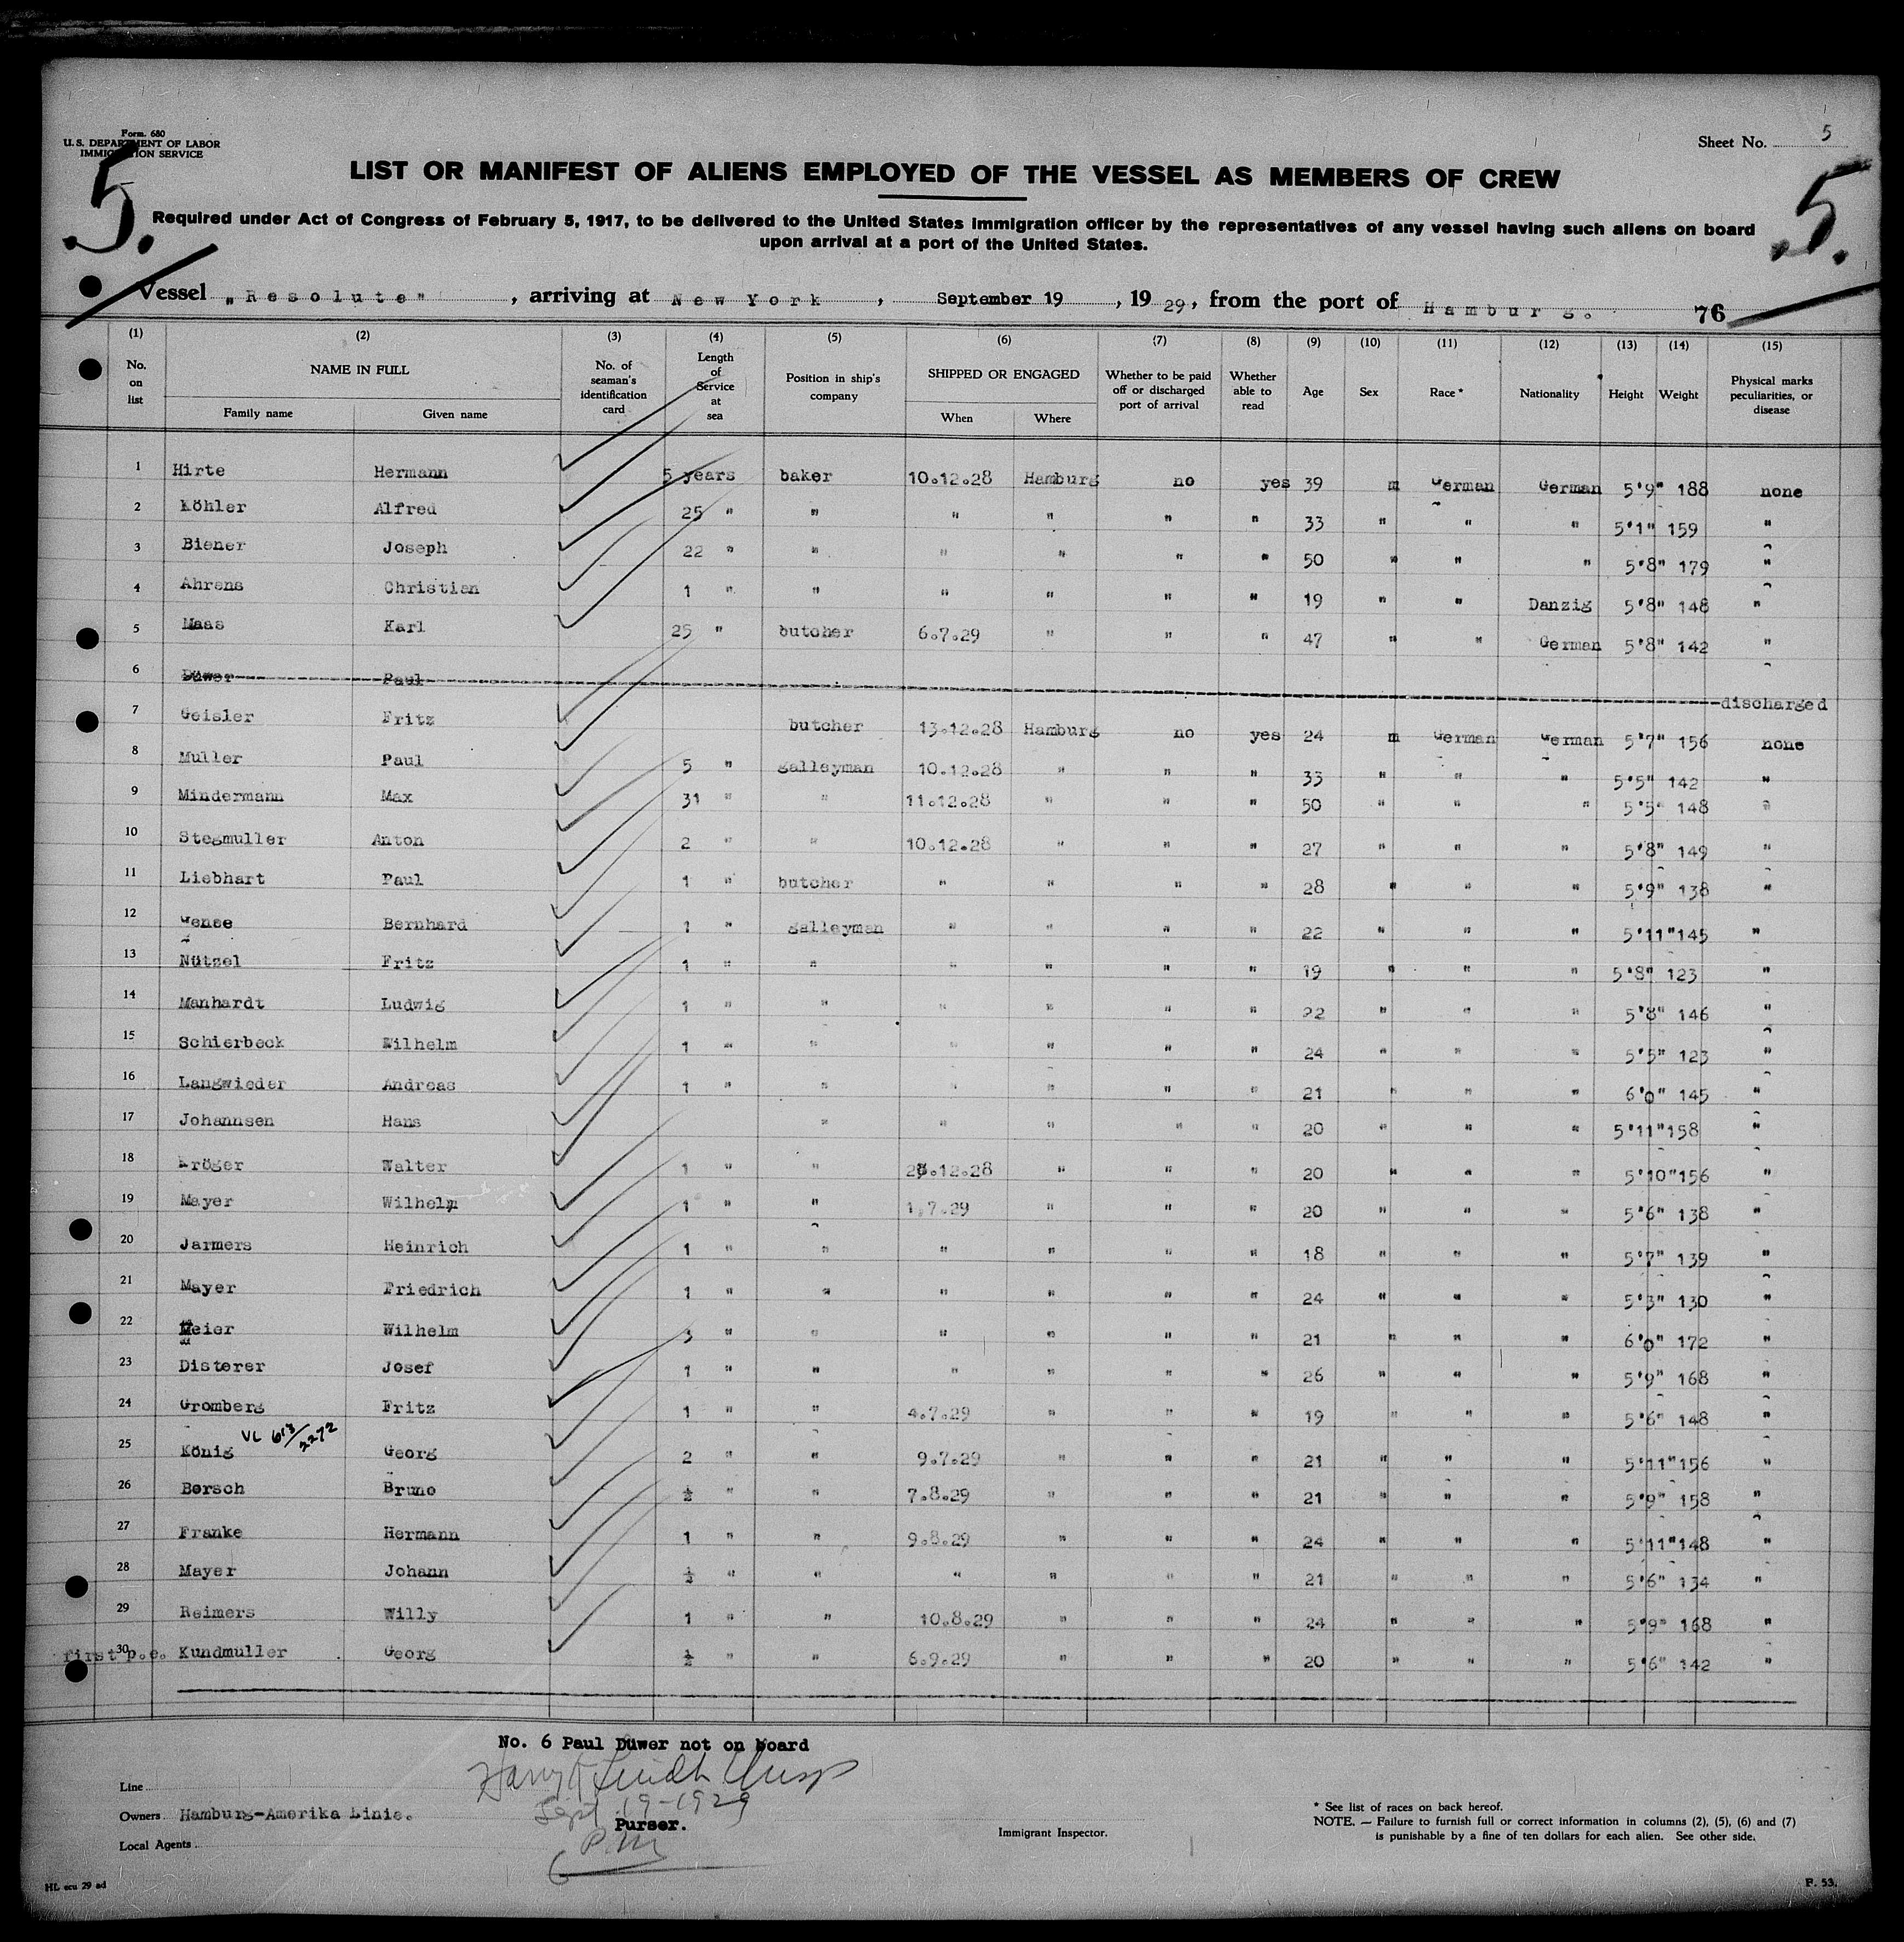 Form. 680
U. S. DEPARTMENT OF LABOR
IMMIGRATION SERVICE
Sheet No. 5
5.
5.
LIST OR MANIFEST OF ALIENS EMPLOYED OF THE VESSEL AS MEMBERS OF CREW
Required under Act of Congress of February 5, 1917, to be delivered to the United States immigration officer by the representatives of any vessel having such aliens on board
upon arrival at a port of the United States.
Vessel „Resolute" , arriving at New York , September 19 , 1929, from the port of Hamburg. 76
(1) (2) (3) (4) (5) (6) (7) (8) (9) (10) (11) (12) (13) (14) (15)
No. on list NAME IN FULL Family name Given name No. of seaman's identification card Length of Service at sea Position in ship's company SHIPPED OR ENGAGED When Where Whether to be paid off or discharged port of arrival Whether able to read Age Sex Race * Nationality Height Weight Physical marks peculiarities, or disease
1 Hirte Hermann 5 years baker 10.12.28 Hamburg no yes 39 m German German 5'9" 188 none
2 Köhler Alfred 25 " " " " " " 33 " " " 5'1" 159 "
3 Biener Joseph 22 " " " " " " 50 " " " 5'8" 179 "
4 Ahrens Christian 1 " " " " " " 19 " " Danzig 5'8" 148 "
5 Maas Karl 25 " butcher 6.7.29 " " " 47 " " German 5'8" 142 "
6 Düwer Paul discharged
7 Geisler Fritz butcher 13.12.28 Hamburg no yes 24 m German German 5'7" 156 none
8 Muller Paul 5 " galleyman 10.12.28 " " " 33 " " " 5'5" 142 "
9 Mindermann Max 31 " " 11.12.28 " " " 50 " " " 5'5" 148 "
10 Stegmuller Anton 2 " " 10.12.28 " " " 27 " " " 5'8" 149 "
11 Liebhart Paul 1 " butcher " " " " 28 " " " 5'9" 138 "
12 Gense Bernhard 1 " galleyman " " " " 22 " " " 5'11" 145 "
13 Nützel Fritz 1 " " " " " " 19 " " " 5'8" 123 "
14 Manhardt Ludwig 1 " " " " " " 22 " " " 5'8" 146 "
15 Schierbeck Wilhelm 1 " " " " " " 24 " " " 5'5" 123 "
16 Langwieder Andreas 1 " " " " " " 21 " " " 6'0" 145 "
17 Johannsen Hans " " " " " 20 " " " 5'11" 158 "
18 Kröger Walter 1 " " .12.28 " " " 20 " " " 5'10" 156 "
19 Mayer Wilhelm 1 " " 1.7.29 " " " 20 " " " 5'6" 138 "
20 Jarmers Heinrich 1 " " " " " " 18 " " " 5'7" 139 "
21 Mayer Friedrich 1 " " " " " " 24 " " " 5'3" 130 "
22 Meier Wilhelm 3 " " " " " " 21 " " " 6'0" 172 "
23 Disterer Josef 1 " " " " " " 26 " " " 5'9" 168 "
24 Gromberg Fritz 1 " " 4.7.29 " " " 19 " " " 5'6" 148 "
VL 613/2272
25 König Georg 2 " " 9.7.29 " " " 21 " " " 5'11" 156 "
26 Borsch Bruno ½ " " 7.8.29 " " " 21 " " " 5'9" 158 "
27 Franke Hermann 1 " " 9.8.29 " " " 24 " " " 5'11" 148 "
28 Mayer Johann ½ " " " " " " 21 " " " 5'6" 134 "
29 Reimers Willy 1 " " 10.8.29 " " " 24 " " " 5'9" 168 "
first p.e. 30 Kundmuller Georg ½ " " 6.9.29 " " " 20 " " " 5'6" 142 "
No. 6 Paul Düwer not on board
Line
Sept 19-1929
Owners Hamburg-Amerika Linie.
Purser.
Local Agents
Immigrant Inspector.
* See list of races on back hereof.
NOTE. — Failure to furnish full or correct information in columns (2), (5), (6) and (7)
is punishable by a fine of ten dollars for each alien. See other side.
HL ecu 29 ad
F. 53.